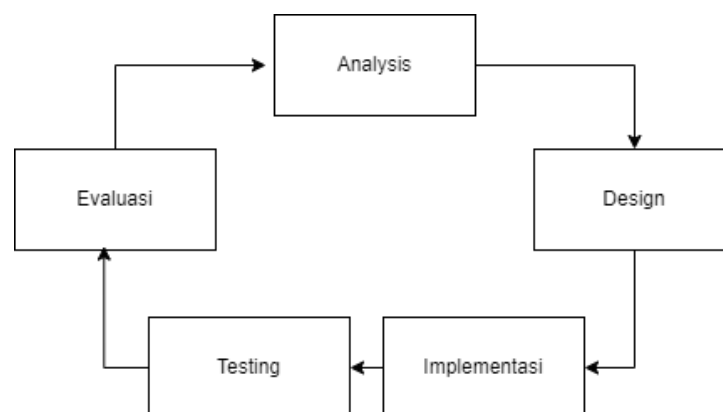 Analysis
Evaluasi
Design
Testing
Implementasi